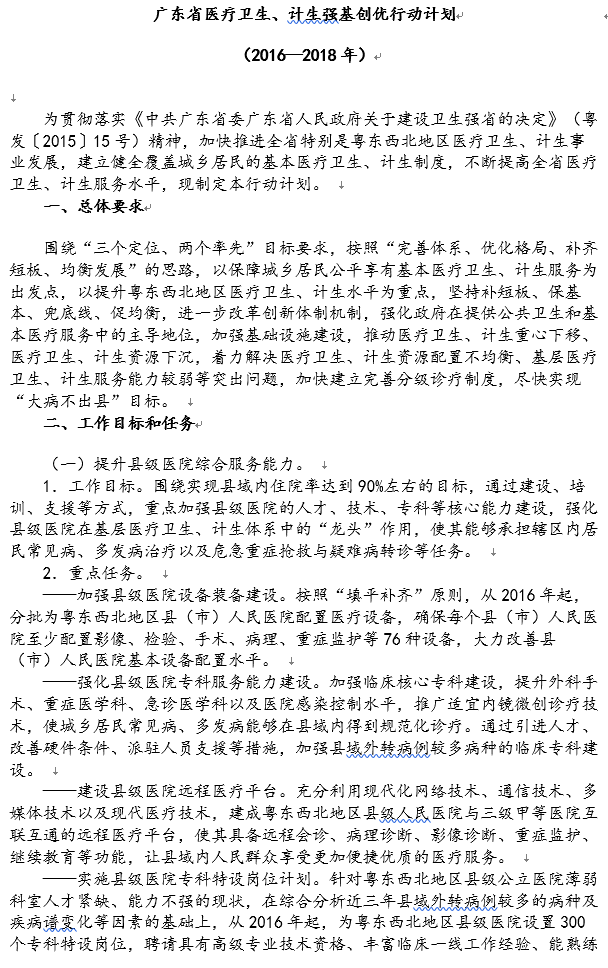 广东省医疗卫生、计生强基创优行动计划
（2016—2018 年）
为贯彻落实《中共广东省委广东省人民政府关于建设卫生强省的决定》（粤
发〔2015〕15 号）精神，加快推进全省特别是粤东西北地区医疗卫生、计生事
业发展，建立健全覆盖城乡居民的基本医疗卫生、计生制度，不断提高全省医疗
卫生、计生服务水平，现制定本行动计划。
一、总体要求
围绕“三个定位、两个率先”目标要求，按照“完善体系、优化格局、补齐
短板、均衡发展”的思路，以保障城乡居民公平享有基本医疗卫生、计生服务为
出发点，以提升粤东西北地区医疗卫生、计生水平为重点，坚持补短板、保基
本、兜底线、促均衡，进一步改革创新体制机制，强化政府在提供公共卫生和基
本医疗服务中的主导地位，加强基础设施建设，推动医疗卫生、计生重心下移、
医疗卫生、计生资源下沉，着力解决医疗卫生、计生资源配置不均衡、基层医疗
卫生、计生服务能力较弱等突出问题，加快建立完善分级诊疗制度，尽快实现
“大病不出县”目标。
二、工作目标和任务
（一）提升县级医院综合服务能力。
1．工作目标。围绕实现县域内住院率达到 90%左右的目标，通过建设、培
训、支援等方式，重点加强县级医院的人才、技术、专科等核心能力建设，强化
县级医院在基层医疗卫生、计生体系中的“龙头”作用，使其能够承担辖区内居
民常见病、多发病治疗以及危急重症抢救与疑难病转诊等任务。
2．重点任务。
——加强县级医院设备装备建设。按照“填平补齐”原则，从 2016 年起，
分批为粤东西北地区县（市）人民医院配置医疗设备，确保每个县（市）人民医
院至少配置影像、检验、手术、病理、重症监护等 76 种设备，大力改善县
（市）人民医院基本设备配置水平。
——强化县级医院专科服务能力建设。加强临床核心专科建设，提升外科手
术、重症医学科、急诊医学科以及医院感染控制水平，推广适宜内镜微创诊疗技
术，使城乡居民常见病、多发病能够在县域内得到规范化诊疗。通过引进人才、
改善硬件条件、派驻人员支援等措施，加强县域外转病例较多病种的临床专科建
设。
——建设县级医院远程医疗平台。充分利用现代化网络技术、通信技术、多
媒体技术以及现代医疗技术，建成粤东西北地区县级人民医院与三级甲等医院互
联互通的远程医疗平台，使其具备远程会诊、病理诊断、影像诊断、重症监护、
继续教育等功能，让县域内人民群众享受更加便捷优质的医疗服务。
——实施县级医院专科特设岗位计划。针对粤东西北地区县级公立医院薄弱
科室人才紧缺、能力不强的现状，在综合分析近三年县域外转病例较多的病种及
疾病谱变化等因素的基础上，从 2016 年起，为粤东西北地区县级医院设置 300
个专科特设岗位，聘请具有高级专业技术资格、丰富临床一线工作经验、能熟练